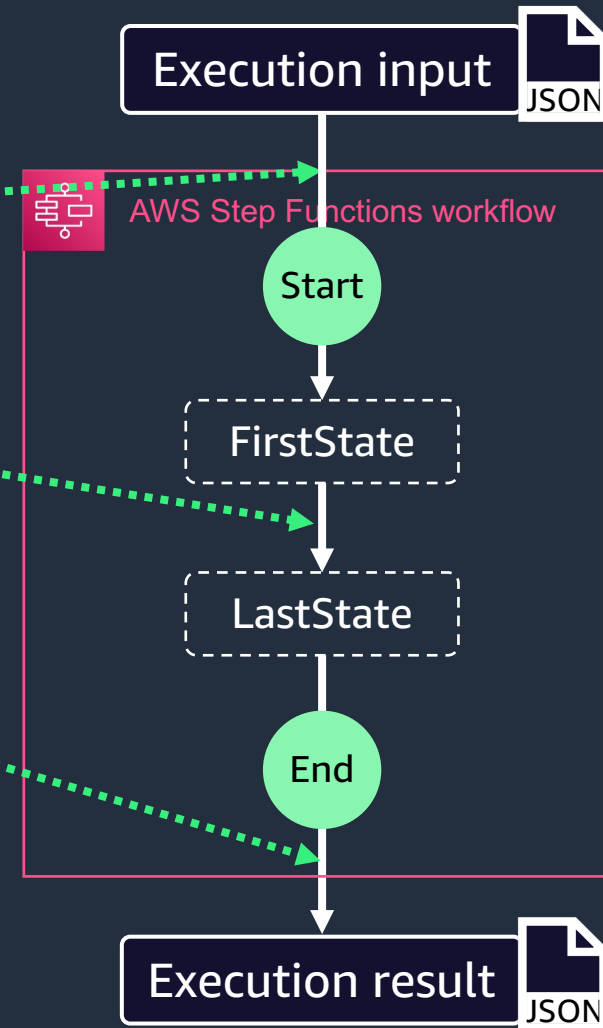 Execution input
JSON
AWS Step Functions workflow
Start
FirstState
LastState
End
Execution result
JSON